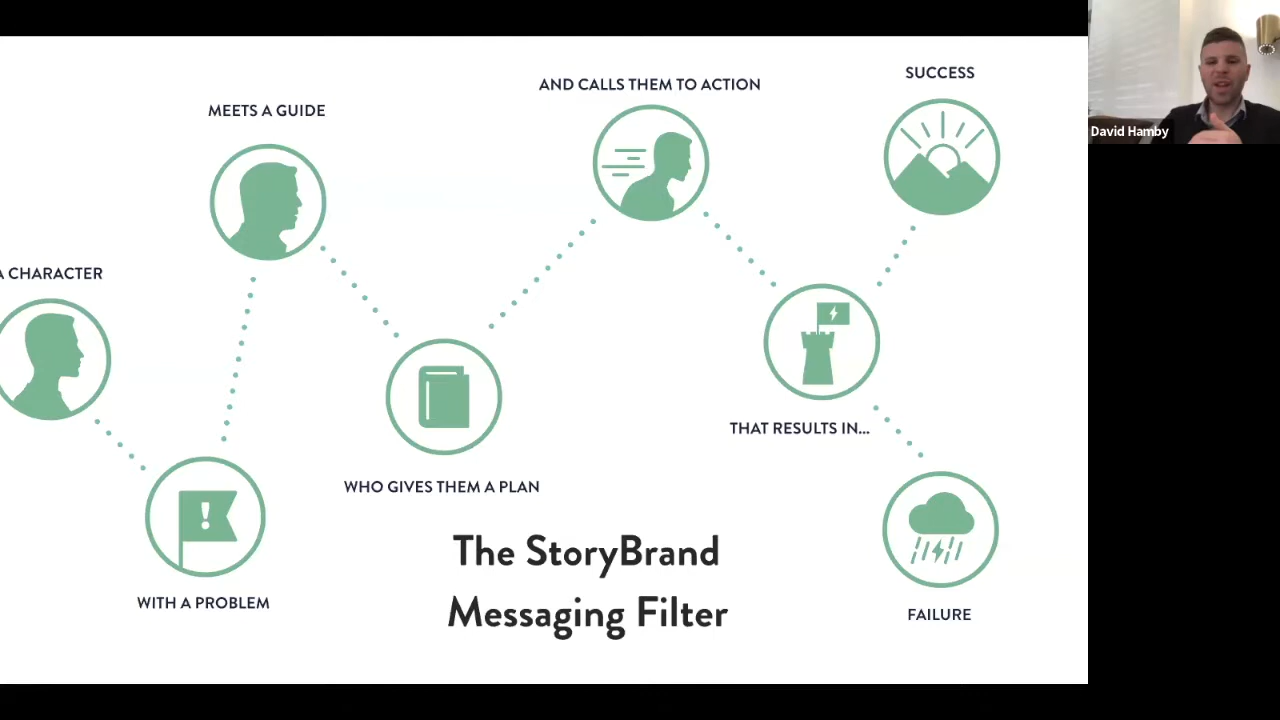 A CHARACTER
WITH A PROBLEM
MEETS A GUIDE
WHO GIVES THEM A PLAN
AND CALLS THEM TO ACTION
THAT RESULTS IN...
SUCCESS
FAILURE
The StoryBrand
Messaging Filter
David Hamby